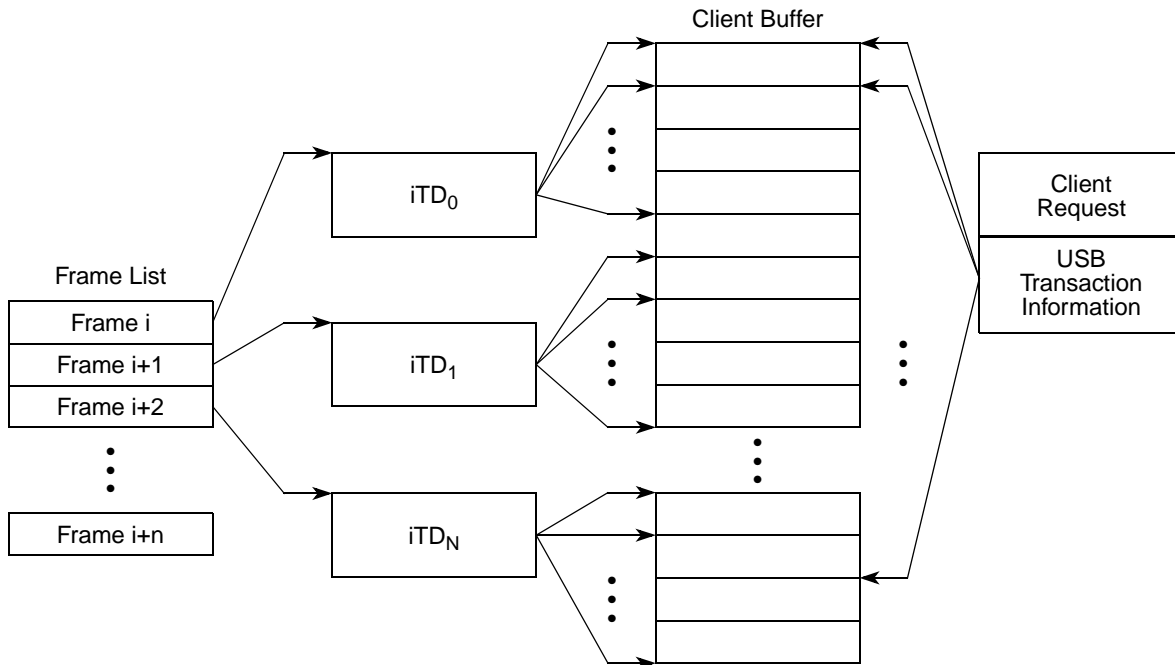 Client Buffer
iTD0
Client
Request
USB
Transaction
Information
Frame List
Frame i
Frame i+1
Frame i+2
Frame i+n
iTD1
iTDN